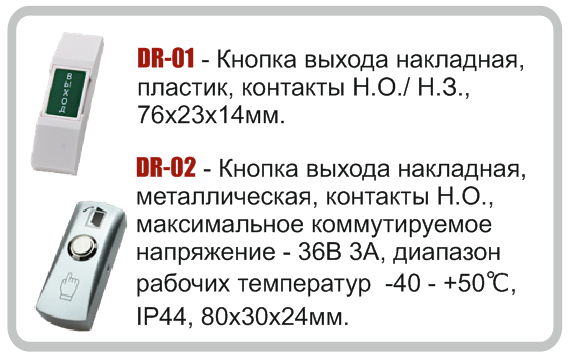 ВЫХОД
DR-01 - Кнопка выхода накладная,
пластик, контакты Н.О./ Н.З.,
76х23х14мм.
DR-02 - Кнопка выхода накладная,
металлическая, контакты Н.О.,
максимальное коммутируемое
напряжение - 36В 3А, диапазон
рабочих температур -40 - +50℃,
IP44, 80х30х24мм.